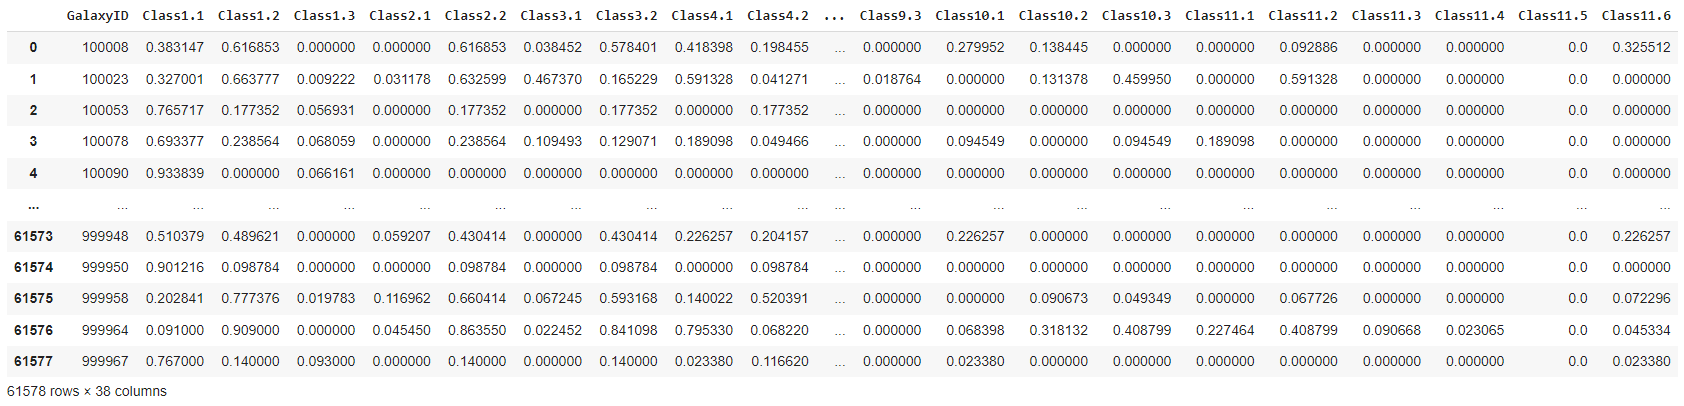 GalaxyID Class1.1 Class1.2 Class1.3 Class2.1 Class2.2 Class3.1 Class3.2 Class4.1 Class4.2 ... Class9.3 Class10.1 Class10.2 Class10.3 Class11.1 Class11.2 Class11.3 Class11.4 Class11.5 Class11.6
0 100008 0.383147 0.616853 0.000000 0.000000 0.616853 0.038452 0.578401 0.418398 0.198455 ... 0.000000 0.279952 0.138445 0.000000 0.000000 0.092886 0.000000 0.000000 0.0 0.325512
1 100023 0.327001 0.663777 0.009222 0.031178 0.632599 0.467370 0.165229 0.591328 0.041271 ... 0.018764 0.000000 0.131378 0.459950 0.000000 0.591328 0.000000 0.000000 0.0 0.000000
2 100053 0.765717 0.177352 0.056931 0.000000 0.177352 0.000000 0.177352 0.000000 0.177352 ... 0.000000 0.000000 0.000000 0.000000 0.000000 0.000000 0.000000 0.000000 0.0 0.000000
3 100078 0.693377 0.238564 0.068059 0.000000 0.238564 0.109493 0.129071 0.189098 0.049466 ... 0.000000 0.094549 0.000000 0.094549 0.189098 0.000000 0.000000 0.000000 0.0 0.000000
4 100090 0.933839 0.000000 0.066161 0.000000 0.000000 0.000000 0.000000 0.000000 0.000000 ... 0.000000 0.000000 0.000000 0.000000 0.000000 0.000000 0.000000 0.000000 0.0 0.000000
... ... ... ... ... ... ... ... ... ... ... ... ... ... ... ... ... ... ... ... ... ...
61573 999948 0.510379 0.489621 0.000000 0.059207 0.430414 0.000000 0.430414 0.226257 0.204157 ... 0.000000 0.226257 0.000000 0.000000 0.000000 0.000000 0.000000 0.000000 0.0 0.226257
61574 999950 0.901216 0.098784 0.000000 0.000000 0.098784 0.000000 0.098784 0.000000 0.098784 ... 0.000000 0.000000 0.000000 0.000000 0.000000 0.000000 0.000000 0.000000 0.0 0.000000
61575 999958 0.202841 0.777376 0.019783 0.116962 0.660414 0.067245 0.593168 0.140022 0.520391 ... 0.000000 0.000000 0.090673 0.049349 0.000000 0.067726 0.000000 0.000000 0.0 0.072296
61576 999964 0.091000 0.909000 0.000000 0.045450 0.863550 0.022452 0.841098 0.795330 0.068220 ... 0.000000 0.068398 0.318132 0.408799 0.227464 0.408799 0.090668 0.023065 0.0 0.045334
61577 999967 0.767000 0.140000 0.093000 0.000000 0.140000 0.000000 0.140000 0.023380 0.116620 ... 0.000000 0.023380 0.000000 0.000000 0.000000 0.000000 0.000000 0.000000 0.0 0.023380
61578 rows × 38 columns